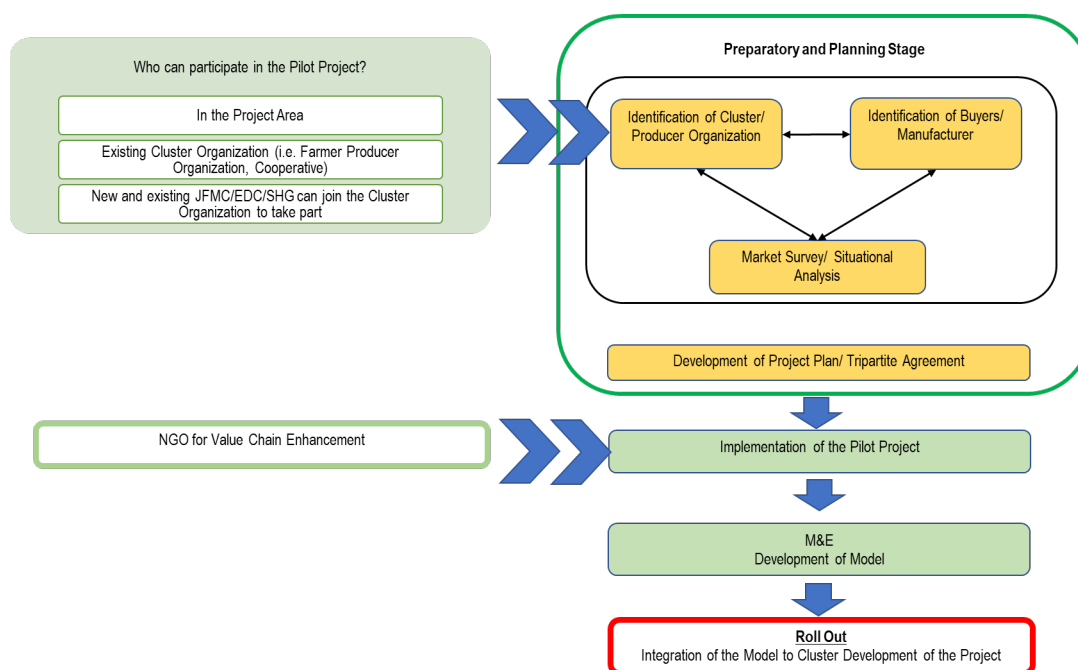 Who can participate in the Pilot Project?
In the Project Area
Existing Cluster Organization (i.e. Farmer Producer
Organization, Cooperative)
New and existing JFMC/EDC/SHG can join the Cluster
Organization to take part
Preparatory and Planning Stage
Identification of Cluster/
Producer Organization
Identification of Buyers/
Manufacturer
Market Survey/ Situational
Analysis
Development of Project Plan/ Tripartite Agreement
NGO for Value Chain Enhancement
Implementation of the Pilot Project
M&E
Development of Model
Roll Out
Integration of the Model to Cluster Development of the Project